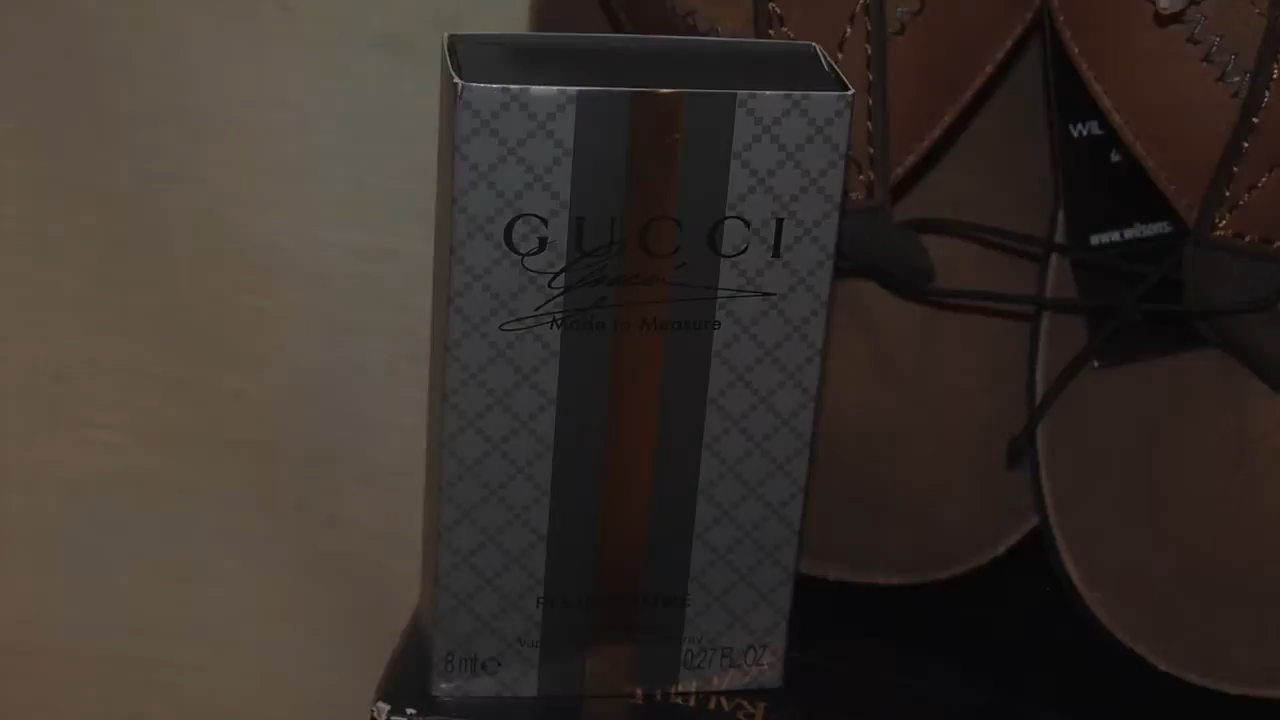 GUCCI
Gucci
Made to Measure
8 ml e
0.27 FL. OZ.
WIL
&
www.wilsons